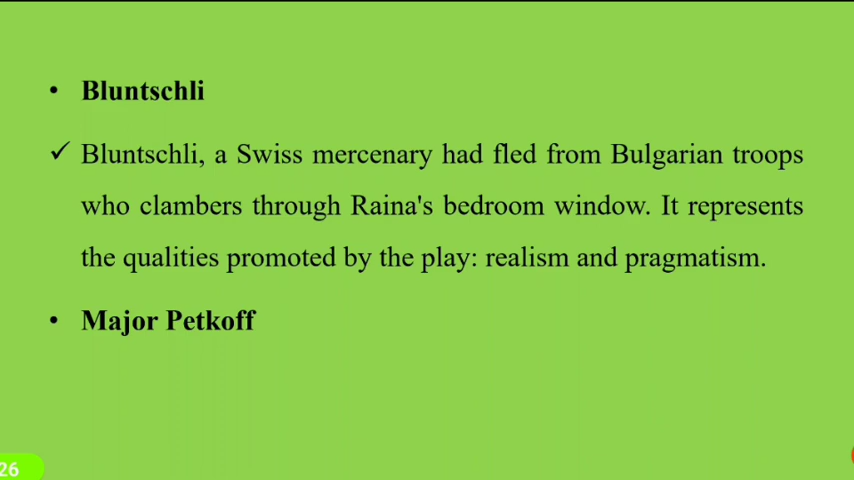 • Bluntschli
✓ Bluntschli, a Swiss mercenary had fled from Bulgarian troops
who clambers through Raina's bedroom window. It represents
the qualities promoted by the play: realism and pragmatism.
• Major Petkoff
26